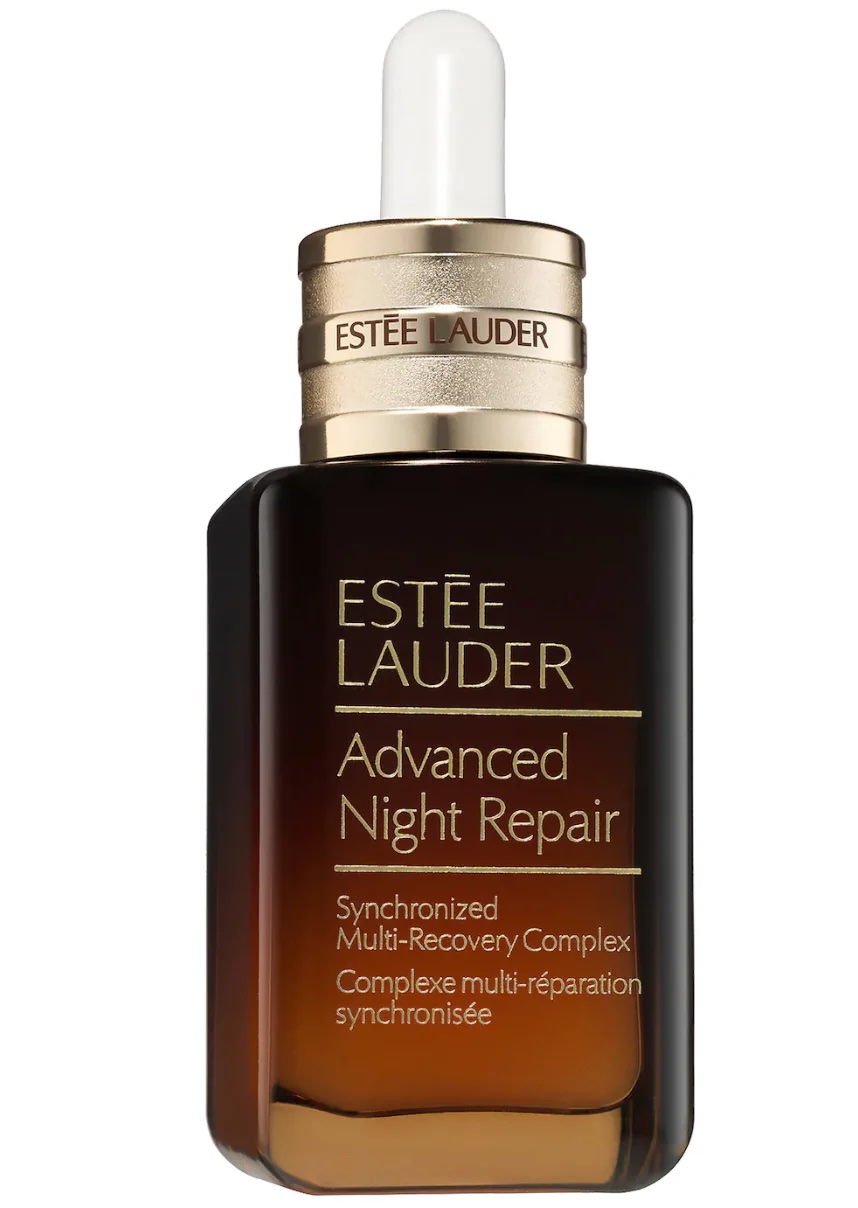 ESTĒE LAUDER
ESTĒE
LAUDER
Advanced
Night Repair
Synchronized
Multi-Recovery Complex
Complexe multi-réparation
synchronisée